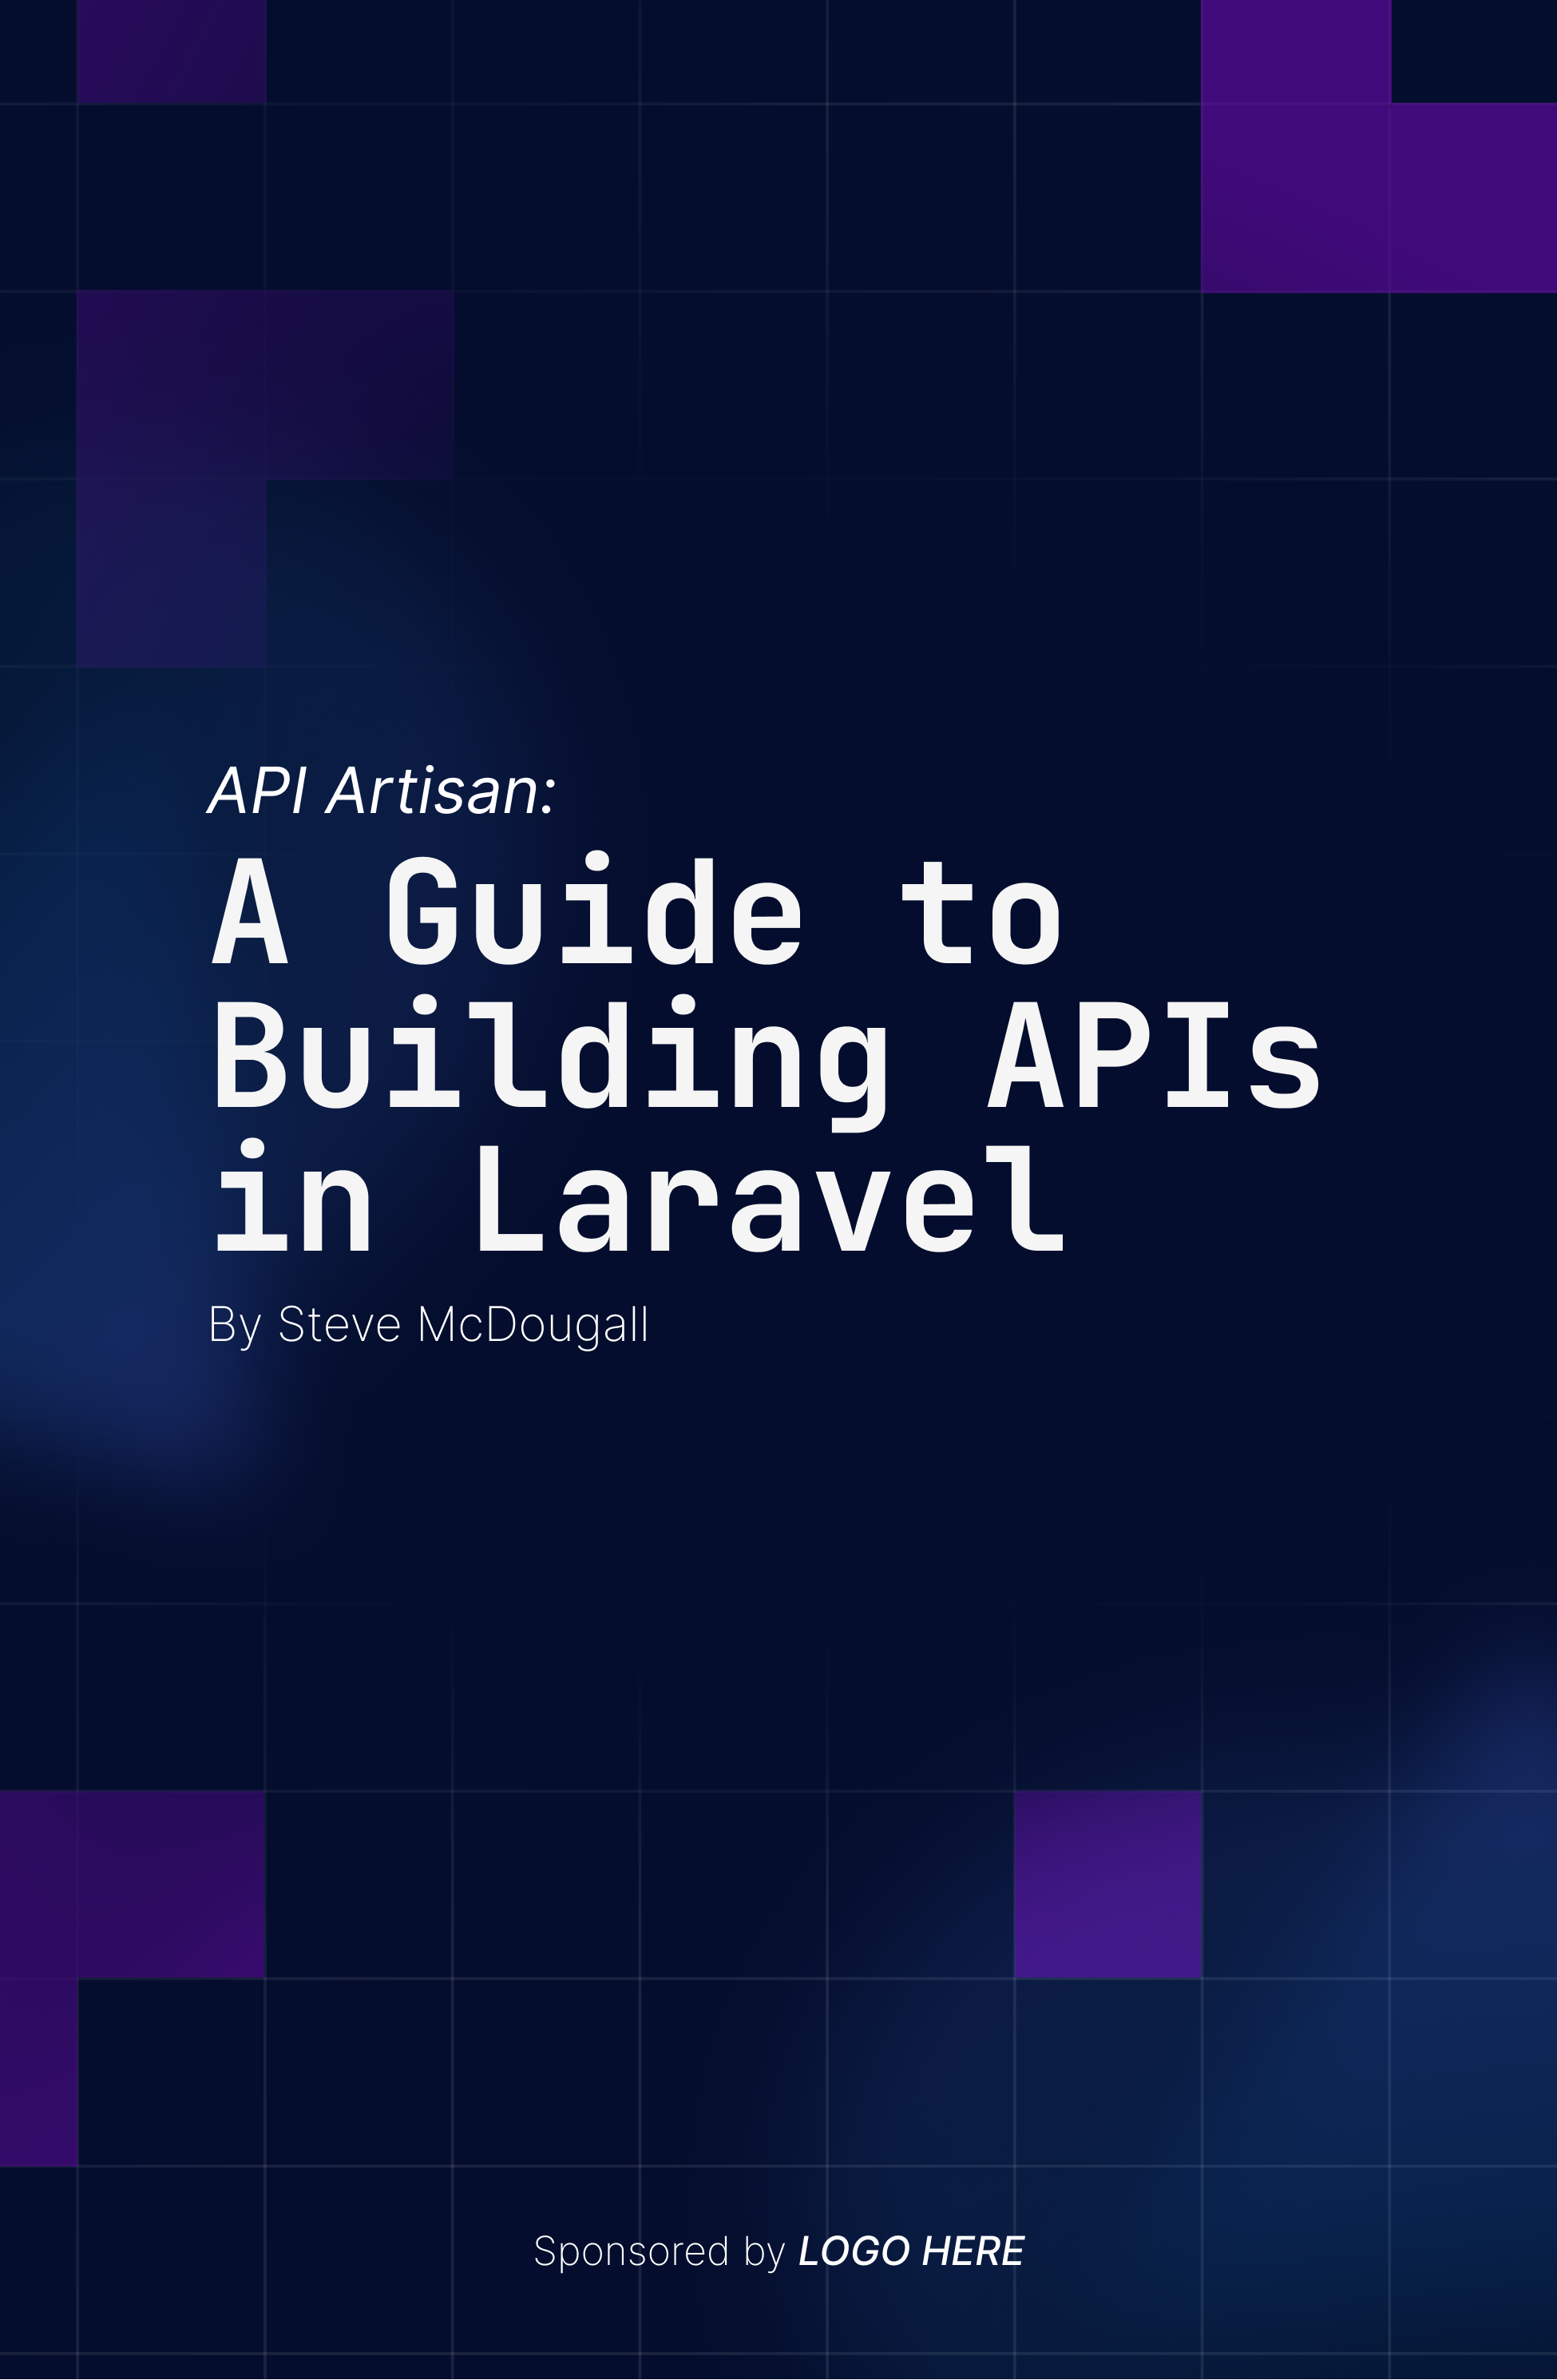 API Artisan:
A Guide to
Building APIs
in Laravel
By Steve McDougall
Sponsored by LOGO HERE